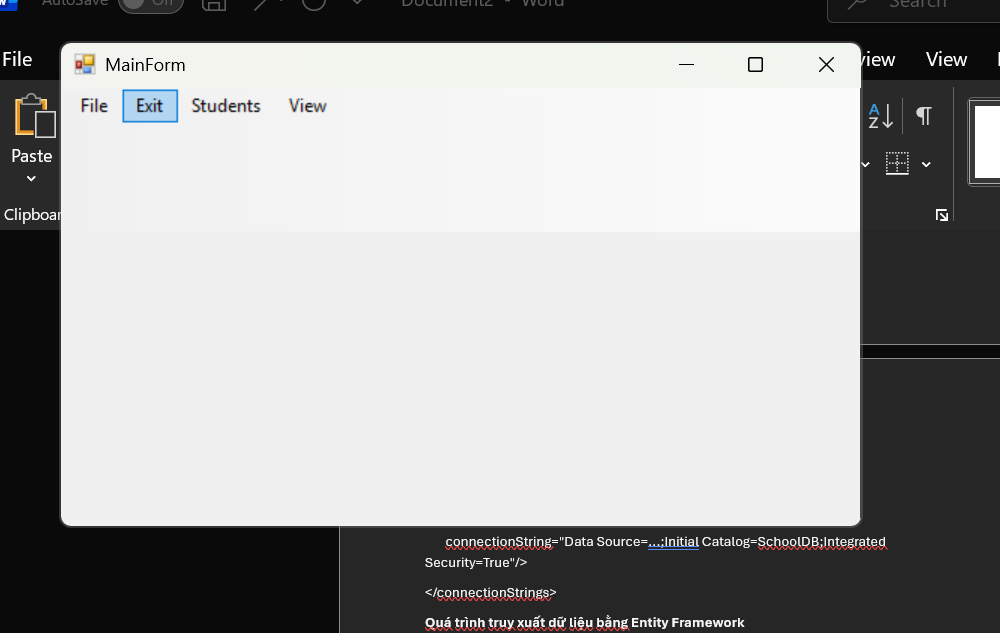 AutoSave Off Document2 - Word Search
File
view View
MainForm
File Exit Students View
Paste
Clipboar
connectionString="Data Source=...;Initial Catalog=SchoolDB;Integrated
Security=True"/>
</connectionStrings>
Quá trình truy xuất dữ liệu bằng Entity Framework